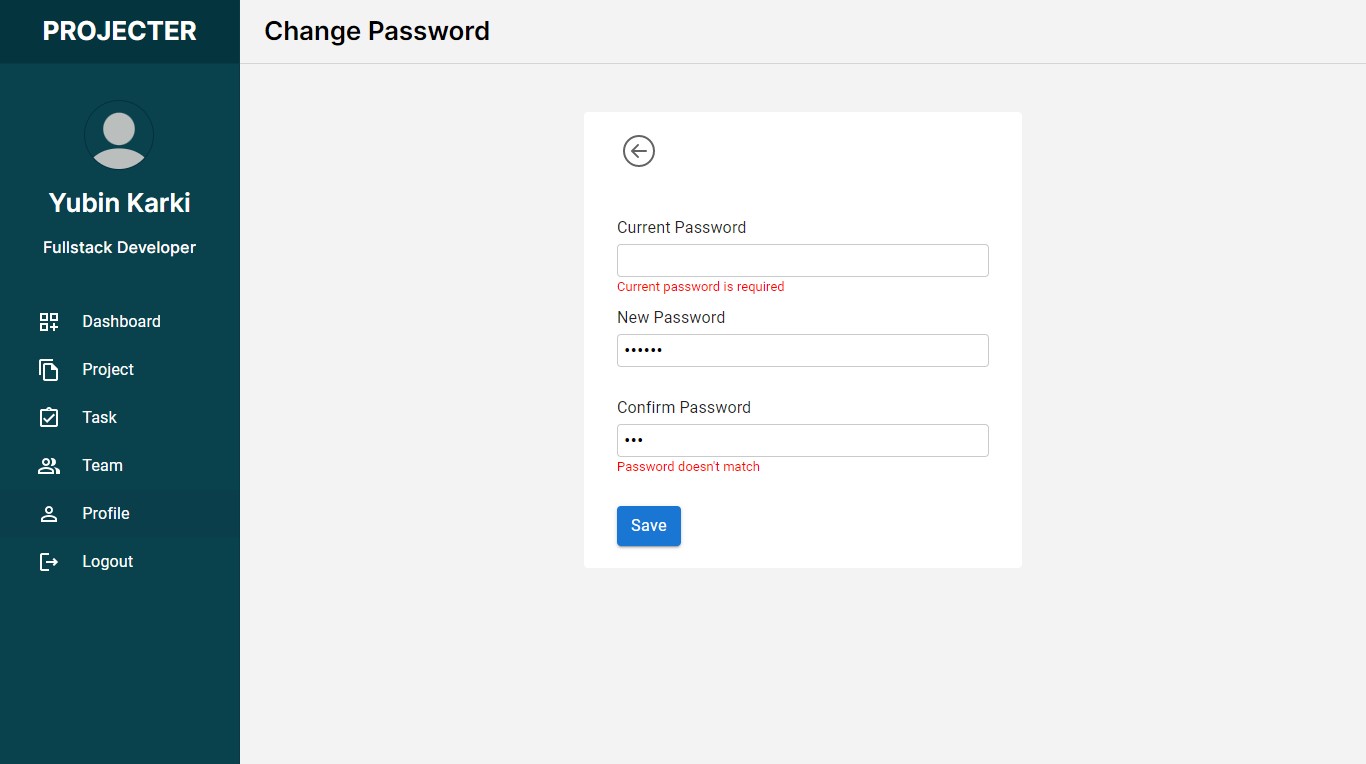 PROJECTER
Change Password
Yubin Karki
Fullstack Developer
Dashboard
Project
Task
Team
Profile
Logout
Current Password
Current password is required
New Password
••••••
Confirm Password
•••
Password doesn't match
Save